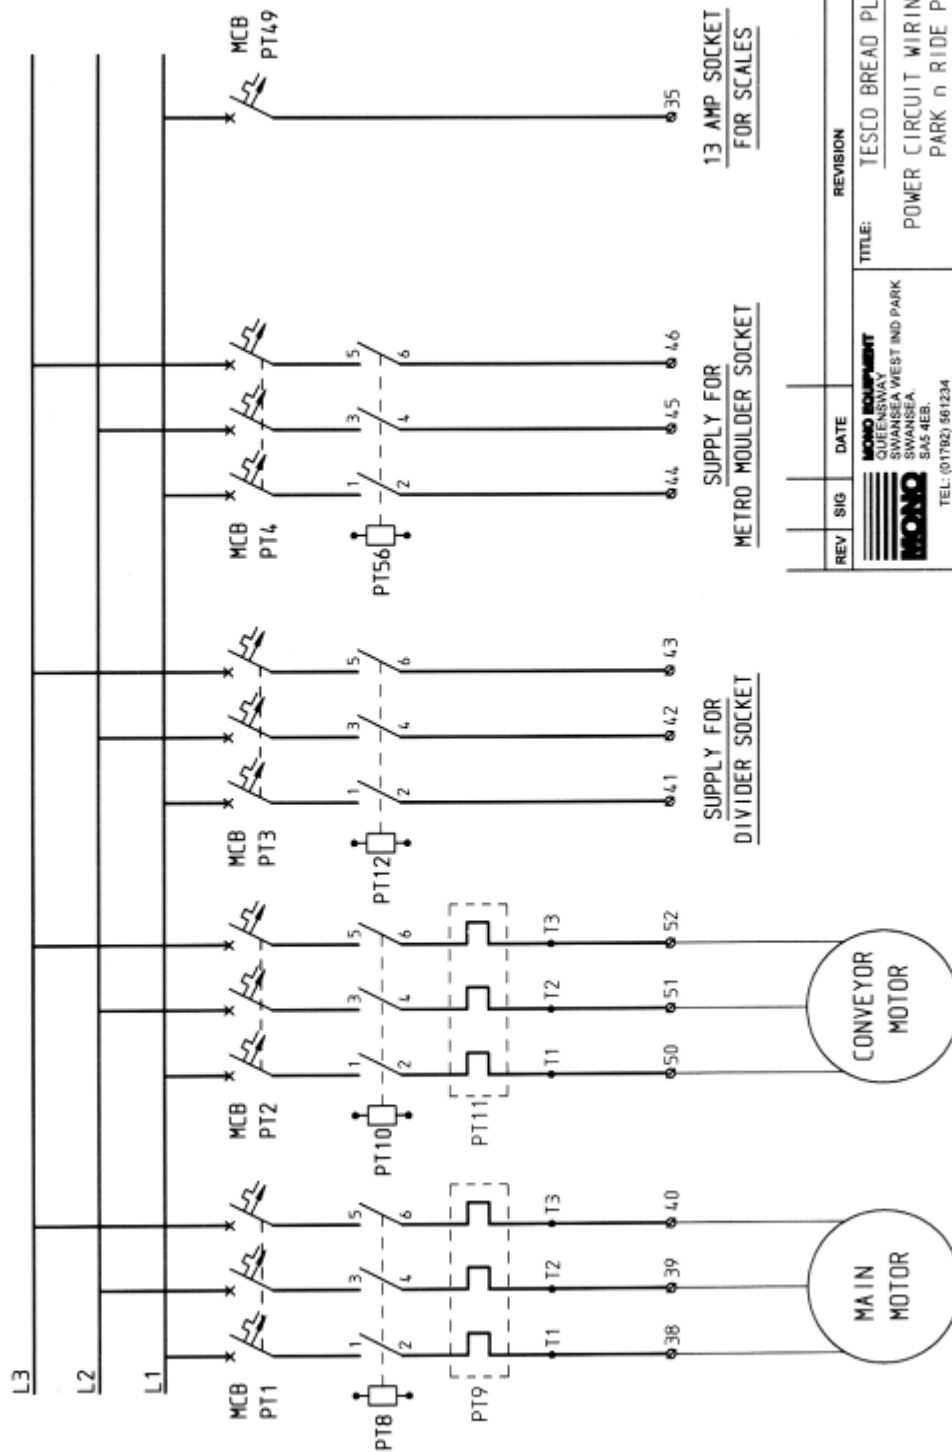 L3
L2
L1
MCB
PT1
MCB
PT2
MCB
PT3
MCB
PT4
MCB
PT49
1
3
5
1
3
5
1
3
5
1
3
5
2
4
6
2
4
6
2
4
6
2
4
6
PT8
PT10
PT12
PT56
PT9
PT11
T1
T2
T3
T1
T2
T3
38
39
40
50
51
52
41
42
43
44
45
46
35
MAIN
MOTOR
CONVEYOR
MOTOR
SUPPLY FOR
DIVIDER SOCKET
SUPPLY FOR
METRO MOULDER SOCKET
13 AMP SOCKET
FOR SCALES
REV SIG DATE REVISION
MONO
MONO EQUIPMENT
QUEENSWAY
SWANSEA WEST IND PARK
SWANSEA.
SA5 4EB.
TEL: (01792) 561234
TITLE:
TESCO BREAD PL
POWER CIRCUIT WIRIN
PARK n RIDE P